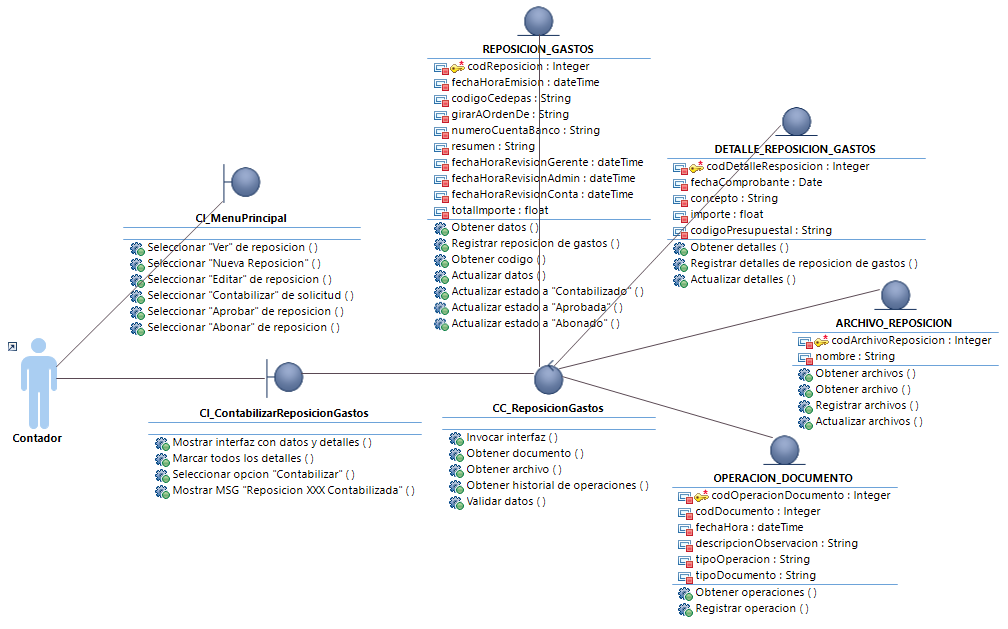 REPOSICION_GASTOS
codReposicion : Integer
fechaHoraEmision : dateTime
codigoCedepas : String
girarAOrdenDe : String
numeroCuentaBanco : String
resumen : String
fechaHoraRevisionGerente : dateTime
fechaHoraRevisionAdmin : dateTime
fechaHoraRevisionConta : dateTime
totalImporte : float
Obtener datos ( )
Registrar reposicion de gastos ( )
Obtener codigo ( )
Actualizar datos ( )
Actualizar estado a "Contabilizado" ( )
Actualizar estado a "Aprobada" ( )
Actualizar estado a "Abonado" ( )
DETALLE_REPOSICION_GASTOS
codDetalleResposicion : Integer
fechaComprobante : Date
concepto : String
importe : float
codigoPresupuestal : String
Obtener detalles ( )
Registrar detalles de reposicion de gastos ( )
Actualizar detalles ( )
CI_MenuPrincipal
Seleccionar "Ver" de reposicion ( )
Seleccionar "Nueva Reposicion" ( )
Seleccionar "Editar" de reposicion ( )
Seleccionar "Contabilizar" de solicitud ( )
Seleccionar "Aprobar" de reposicion ( )
Seleccionar "Abonar" de reposicion ( )
ARCHIVO_REPOSICION
codArchivoReposicion : Integer
nombre : String
Obtener archivos ( )
Obtener archivo ( )
Registrar archivos ( )
Actualizar archivos ( )
Contador
CI_ContabilizarReposicionGastos
Mostrar interfaz con datos y detalles ( )
Marcar todos los detalles ( )
Seleccionar opcion "Contabilizar" ( )
Mostrar MSG "Reposicion XXX Contabilizada" ( )
CC_ReposicionGastos
Invocar interfaz ( )
Obtener documento ( )
Obtener archivo ( )
Obtener historial de operaciones ( )
Validar datos ( )
OPERACION_DOCUMENTO
codOperacionDocumento : Integer
codDocumento : Integer
fechaHora : dateTime
descripcionObservacion : String
tipoOperacion : String
tipoDocumento : String
Obtener operaciones ( )
Registrar operacion ( )